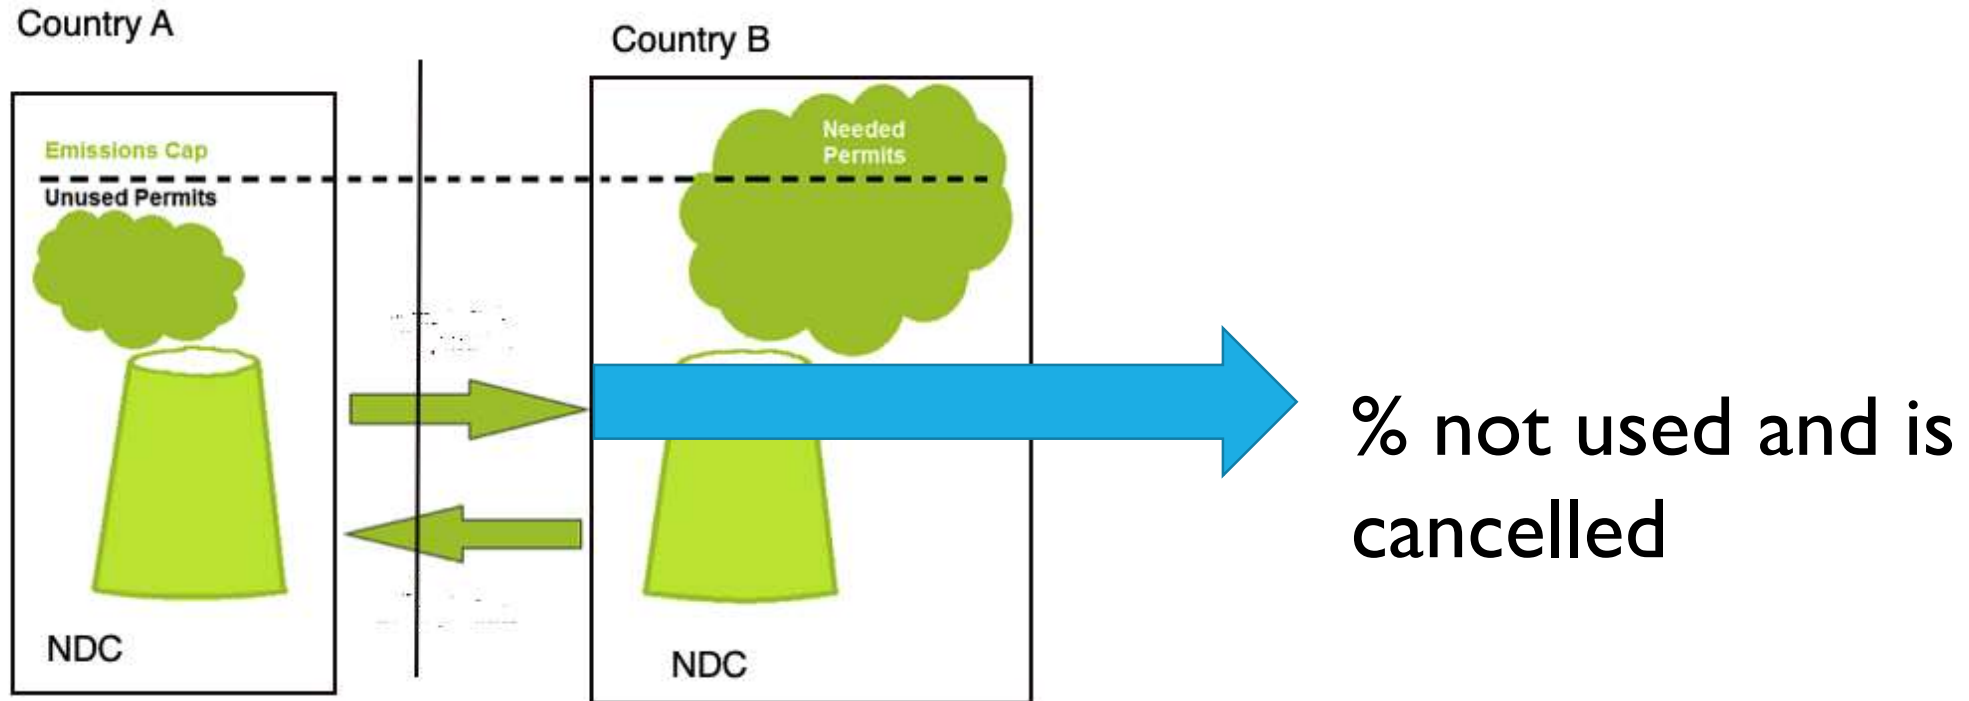 Country A
Country B
Emissions Cap
Unused Permits
Needed
Permits
NDC
NDC
% not used and is
cancelled